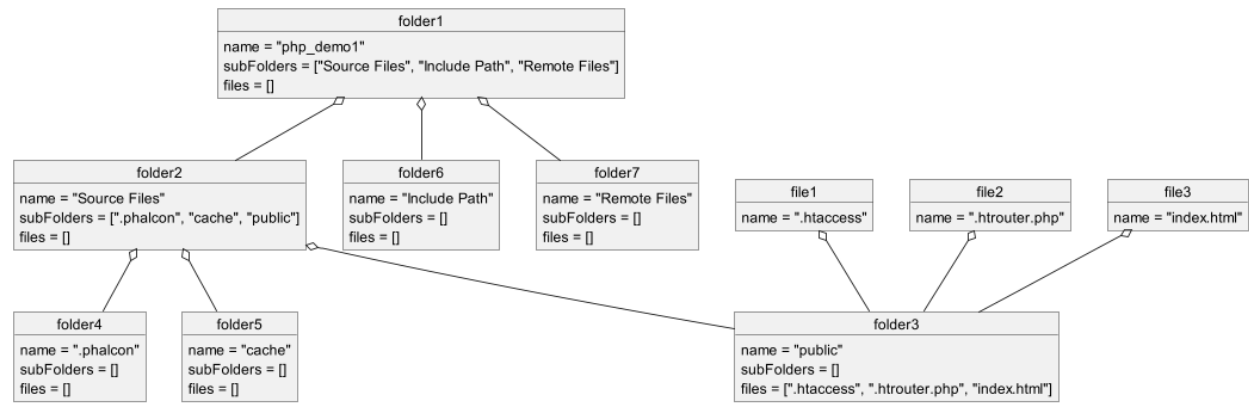 folder1
name = "php_demo1"
subFolders = ["Source Files", "Include Path", "Remote Files"]
files = []
folder2
name = "Source Files"
subFolders = [".phalcon", "cache", "public"]
files = []
folder6
name = "Include Path"
subFolders = []
files = []
folder7
name = "Remote Files"
subFolders = []
files = []
file1
name = ".htaccess"
file2
name = ".htrouter.php"
file3
name = "index.html"
folder4
name = ".phalcon"
subFolders = []
files = []
folder5
name = "cache"
subFolders = []
files = []
folder3
name = "public"
subFolders = []
files = [".htaccess", ".htrouter.php", "index.html"]